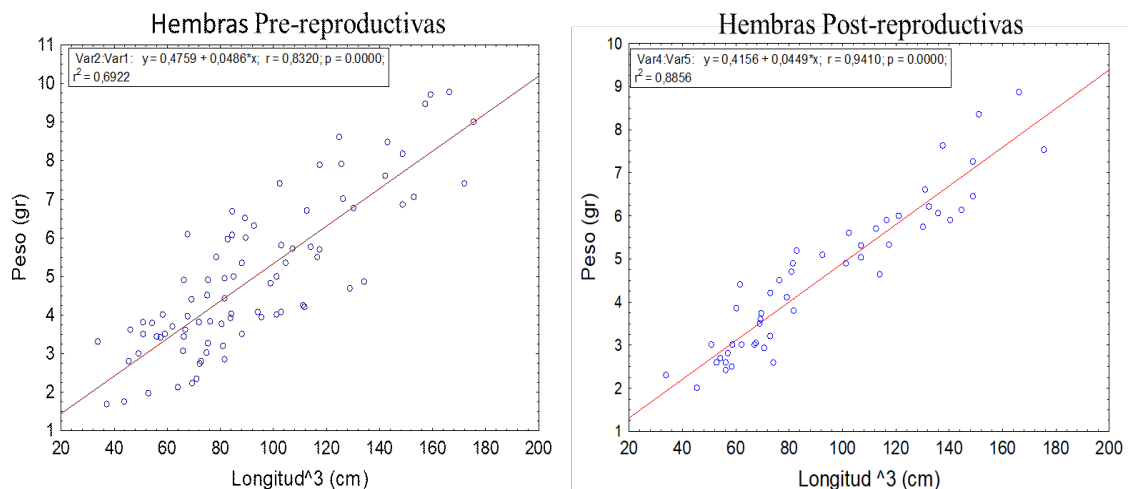 Hembras Pre-reproductivas
Var2:Var1: y = 0,4759 + 0,0486*x; r = 0,8320; p = 0.0000;
r² = 0,6922
11
10
9
8
7
6
5
4
3
2
1
Peso (gr)
20 40 60 80 100 120 140 160 180 200
Longitud^3 (cm)
Hembras Post-reproductivas
Var4:Var5: y = 0,4156 + 0,0449*x; r = 0,9410; p = 0.0000;
r² = 0,8856
10
9
8
7
6
5
4
3
2
1
Peso (gr)
20 40 60 80 100 120 140 160 180 200
Longitud ^3 (cm)